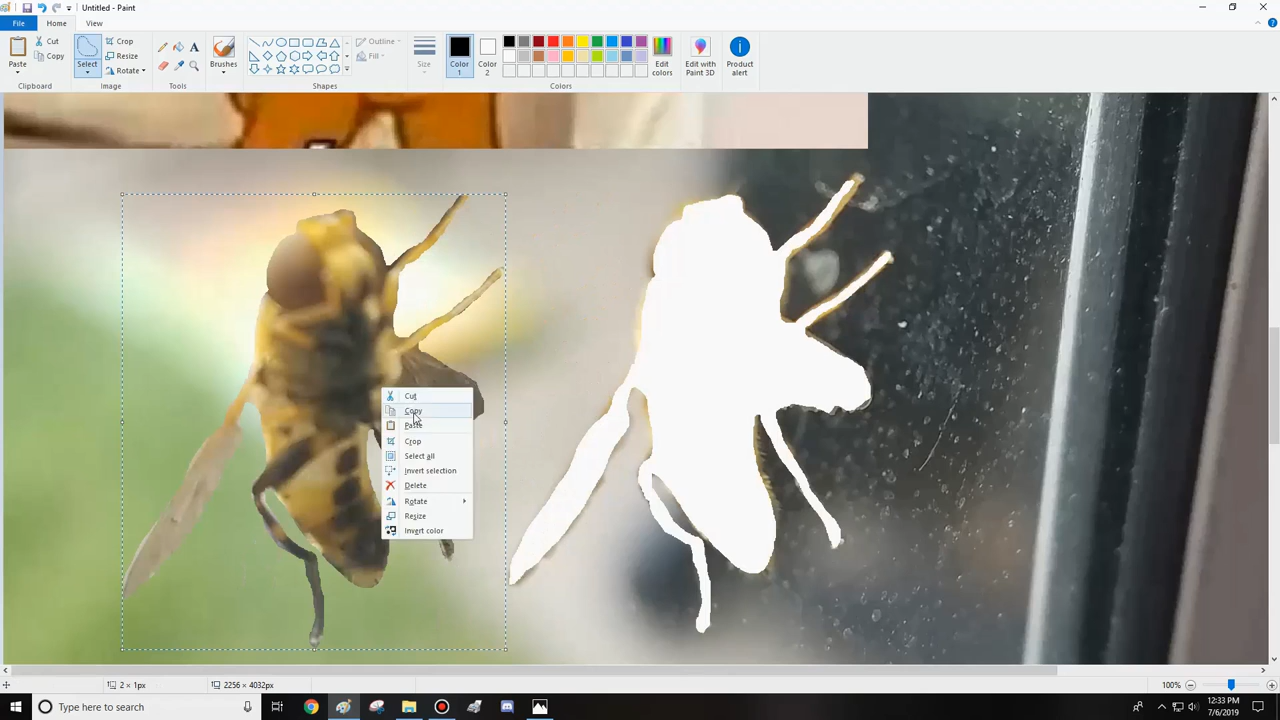 Untitled - Paint
File Home View
Paste
Cut
Copy
Clipboard
Select
Crop
Resize
Rotate
Image
A
Tools
Brushes
Outline
Fill
Shapes
Size
Color
1
Color
2
Edit
colors
Colors
Edit with
Paint 3D
Product
alert
Cut
Copy
Paste
Crop
Select all
Invert selection
Delete
Rotate
Resize
Invert color
2 × 1px
2256 × 4032px
100%
Type here to search
12:33 PM
7/6/2019